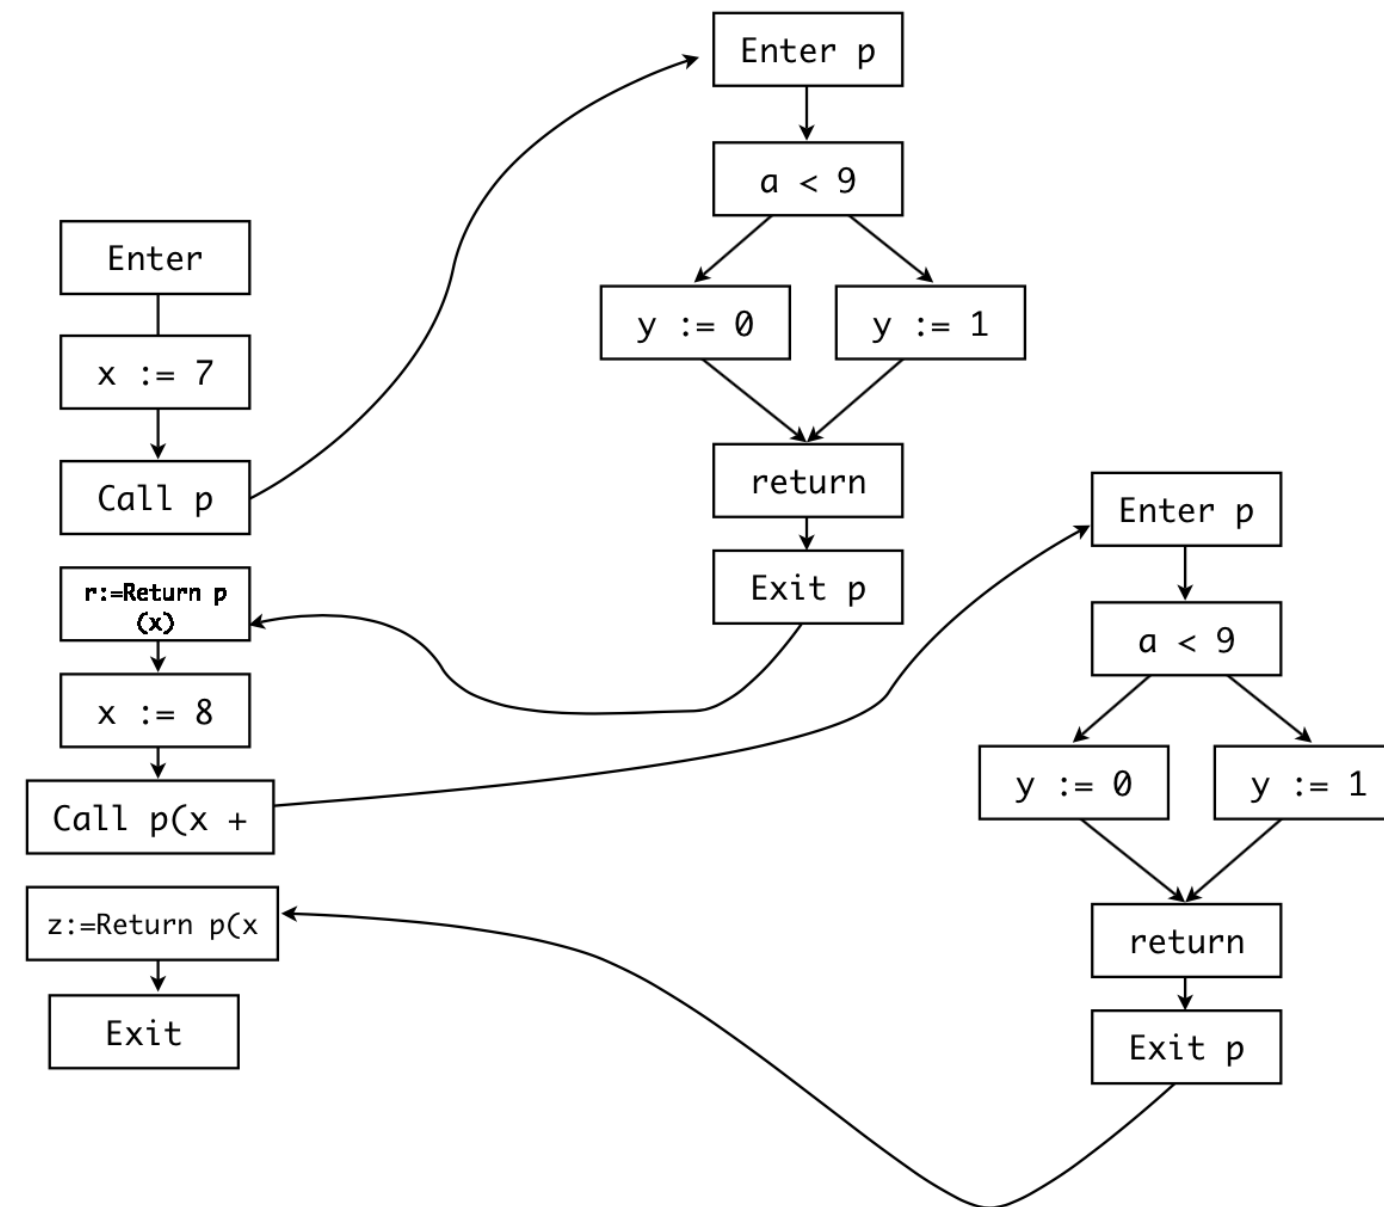 Enter
x := 7
Call p
r:=Return p
(x)
x := 8
Call p(x +
z:=Return p(x
Exit
Enter p
a < 9
y := 0
y := 1
return
Exit p
Enter p
a < 9
y := 0
y := 1
return
Exit p